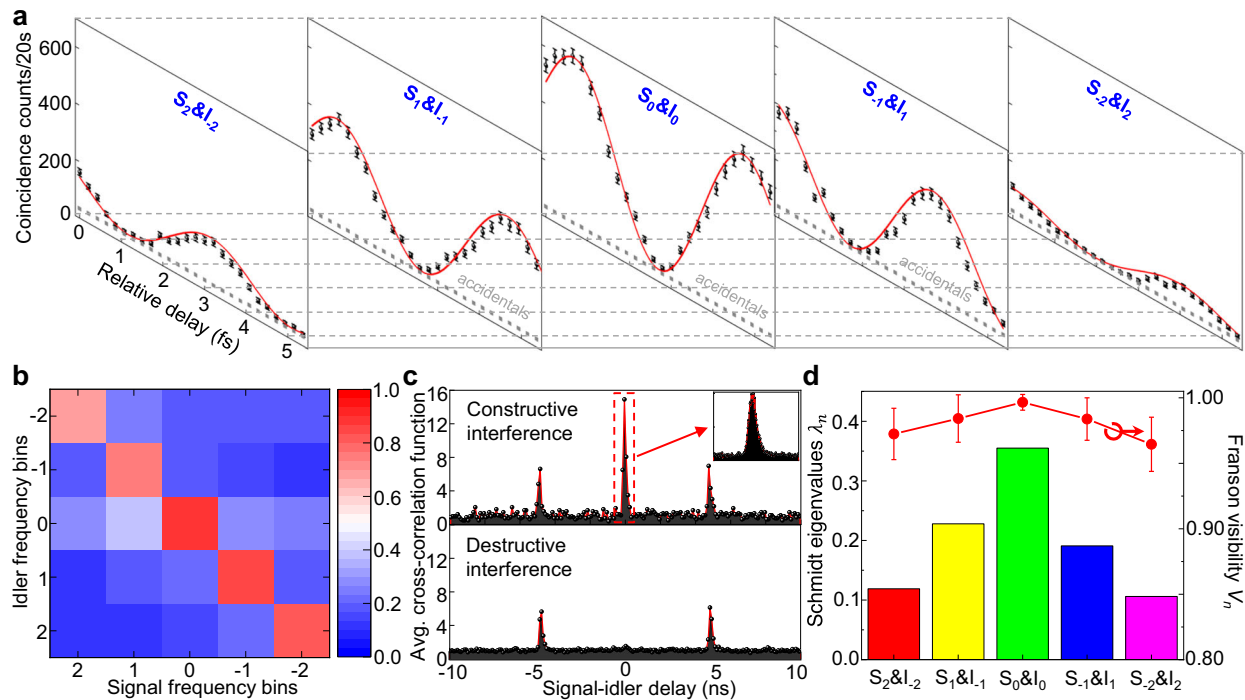 a
Coincidence counts/20s
600
400
200
0
0
1
2
3
4
5
Relative delay (fs)
S₂&I₋₂
S₁&I₋₁
S₀&I₀
S₋₁&I₁
S₋₂&I₂
accidentals
accidentals
b
Idler frequency bins
-2
-1
0
1
2
2 1 0 -1 -2
Signal frequency bins
1.0
0.8
0.6
0.4
0.2
0.0
c
Avg. cross-correlation function
16
12
8
4
0
Constructive
interference
12
8
4
0
Destructive
interference
-10 -5 0 5 10
Signal-idler delay (ns)
d
Schmidt eigenvalues λₙ
0.4
0.3
0.2
0.1
0.0
1.00
0.90
0.80
Franson visibility Vₙ
S₂&I₋₂ S₁&I₋₁ S₀&I₀ S₋₁&I₁ S₋₂&I₂